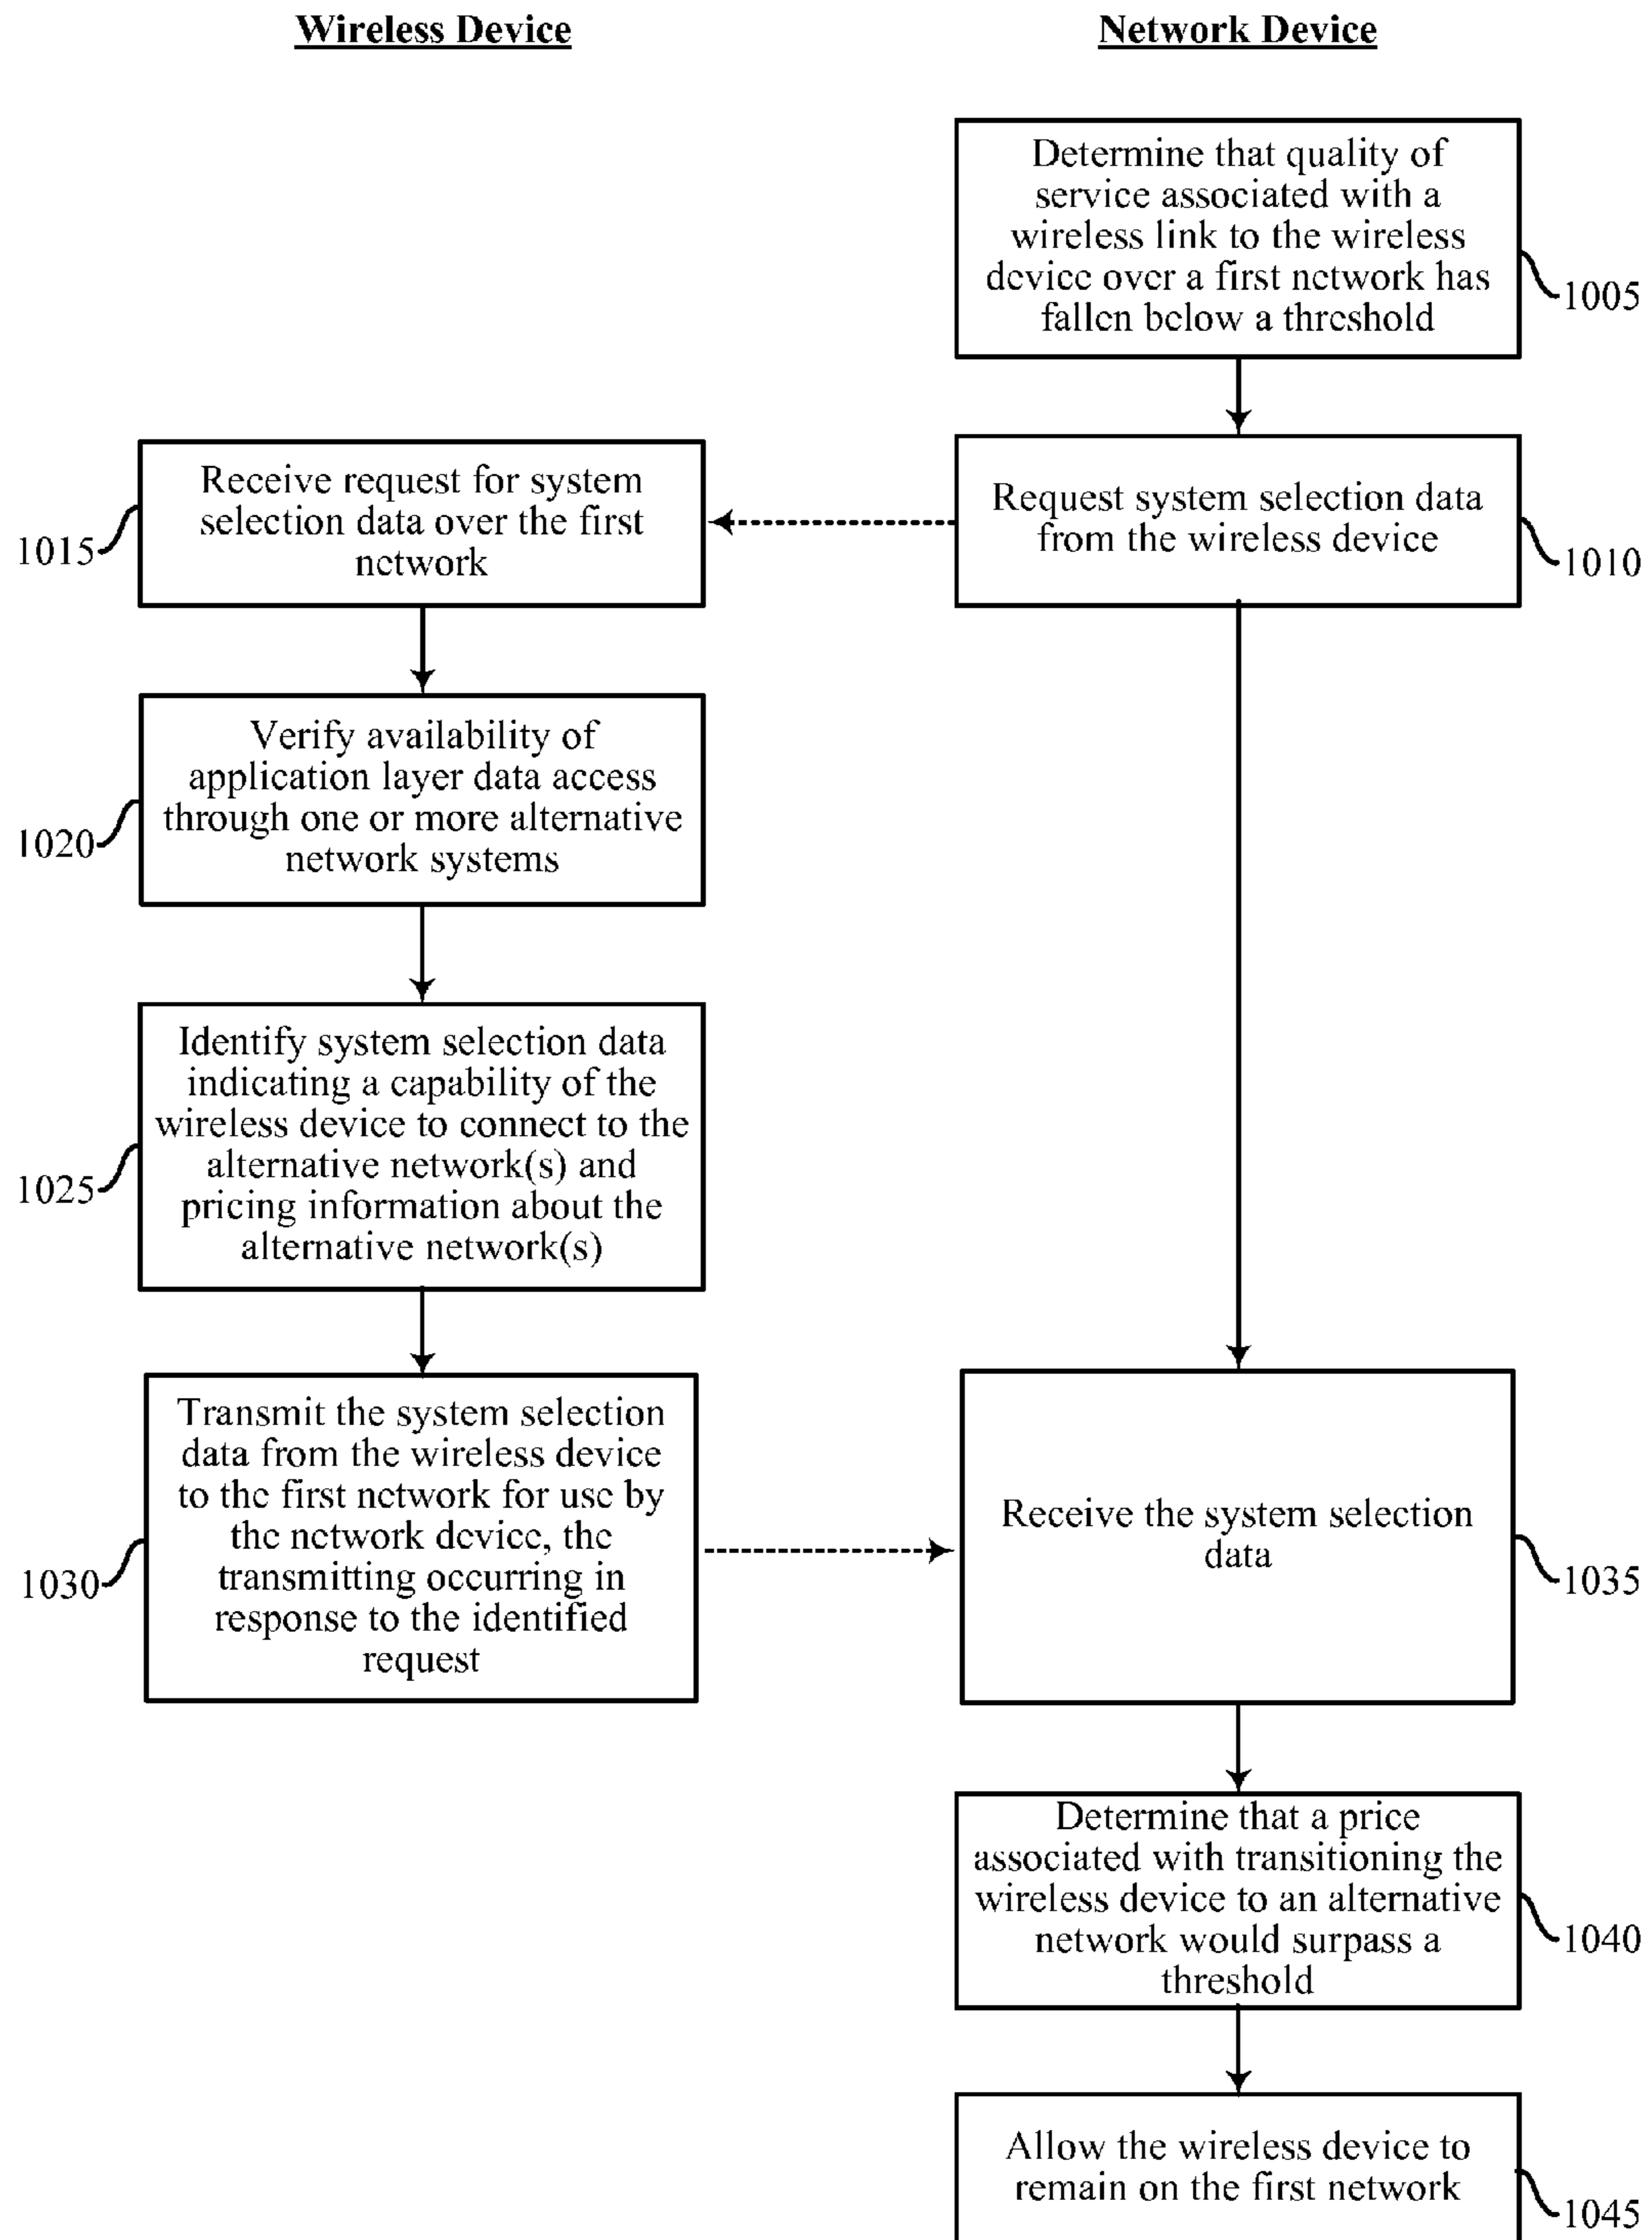 Wireless Device
Network Device
Determine that quality of
service associated with a
wireless link to the wireless
device over a first network has
fallen below a threshold
1005
Request system selection data
from the wireless device
1010
Receive request for system
selection data over the first
network
1015
Verify availability of
application layer data access
through one or more alternative
network systems
1020
Identify system selection data
indicating a capability of the
wireless device to connect to the
alternative network(s) and
pricing information about the
alternative network(s)
1025
Transmit the system selection
data from the wireless device
to the first network for use by
the network device, the
transmitting occurring in
response to the identified
request
1030
Receive the system selection
data
1035
Determine that a price
associated with transitioning the
wireless device to an alternative
network would surpass a
threshold
1040
Allow the wireless device to
remain on the first network
1045